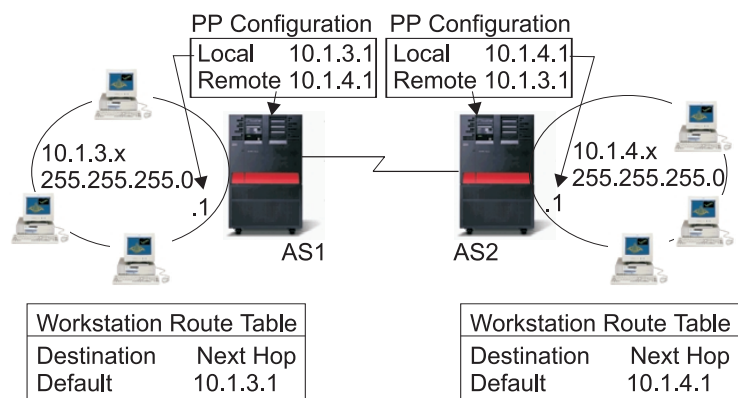 PP Configuration
Local 10.1.3.1
Remote 10.1.4.1
PP Configuration
Local 10.1.4.1
Remote 10.1.3.1
10.1.3.x
255.255.255.0
.1
AS1
AS2
10.1.4.x
255.255.255.0
.1
Workstation Route Table
Destination Next Hop
Default 10.1.3.1
Workstation Route Table
Destination Next Hop
Default 10.1.4.1